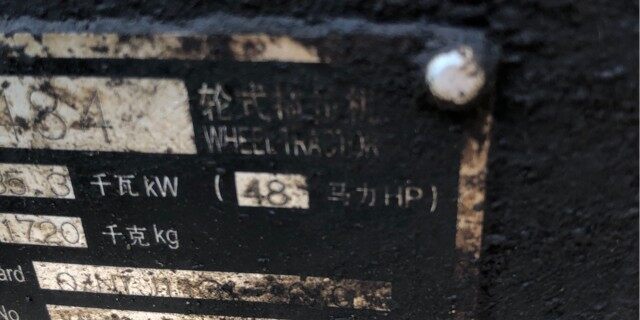 184 轮式拖拉机
WHEEL TRACTOR
35.3 千瓦 kW ( 48 马力 HP )
1720 千克 kg
ard
No